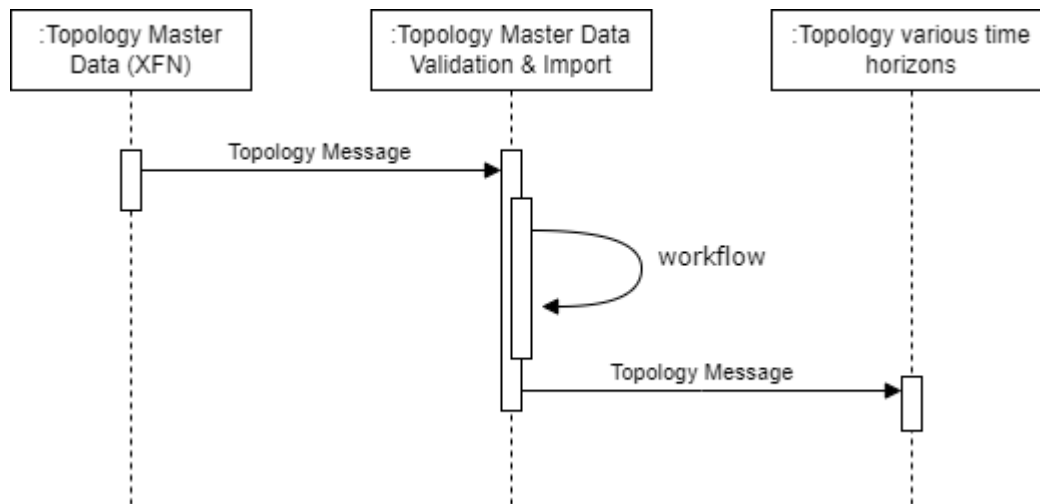 :Topology Master
Data (XFN)
:Topology Master Data
Validation & Import
:Topology various time
horizons
Topology Message
workflow
Topology Message